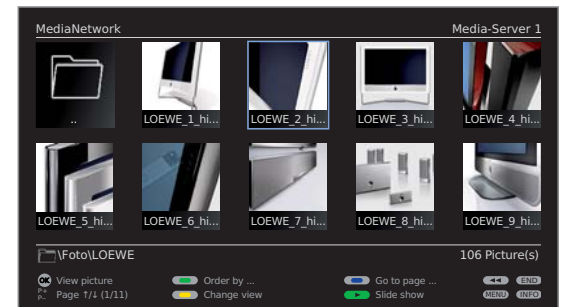 MediaNetwork Media-Server 1
.. LOEWE_1_hi... LOEWE_2_hi... LOEWE_3_hi... LOEWE_4_hi...
LOEWE_5_hi... LOEWE_6_hi... LOEWE_7_hi... LOEWE_8_hi... LOEWE_9_hi...
\Foto\LOEWE 106 Picture(s)
OK View picture Order by ... Go to page ... ◄◄ END
P+ P– Page ↑/↓ (1/11) Change view ► Slide show MENU INFO